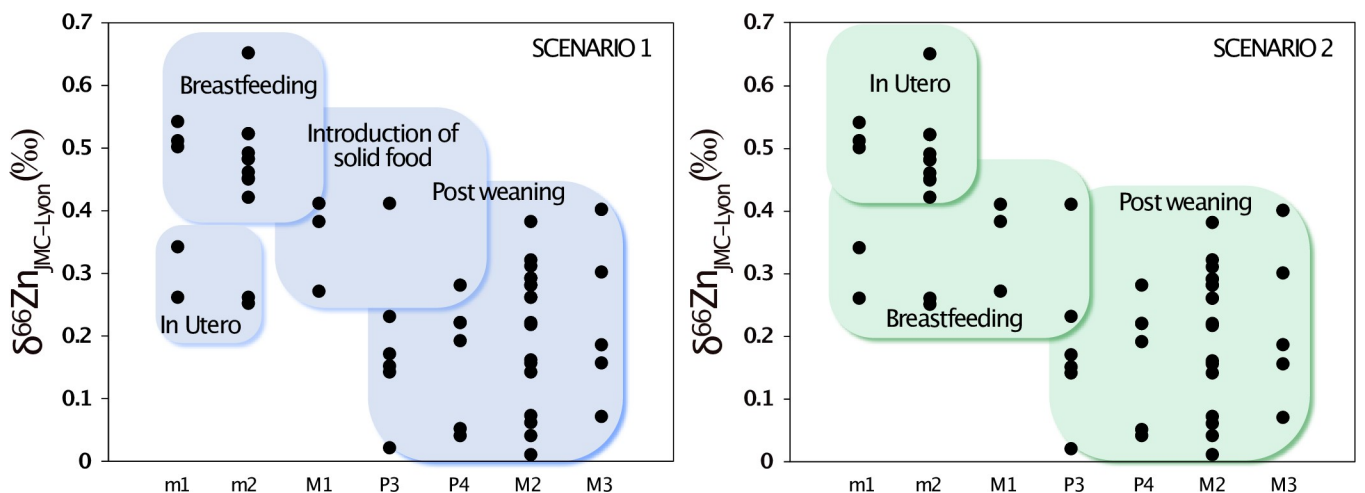 0.7
0.6
0.5
0.4
0.3
0.2
0.1
0
δ⁶⁶Zn_JMC–Lyon (‰)
SCENARIO 1
Breastfeeding
Introduction of
solid food
Post weaning
In Utero
m1 m2 M1 P3 P4 M2 M3
0.7
0.6
0.5
0.4
0.3
0.2
0.1
0
δ⁶⁶Zn_JMC–Lyon (‰)
SCENARIO 2
In Utero
Post weaning
Breastfeeding
m1 m2 M1 P3 P4 M2 M3